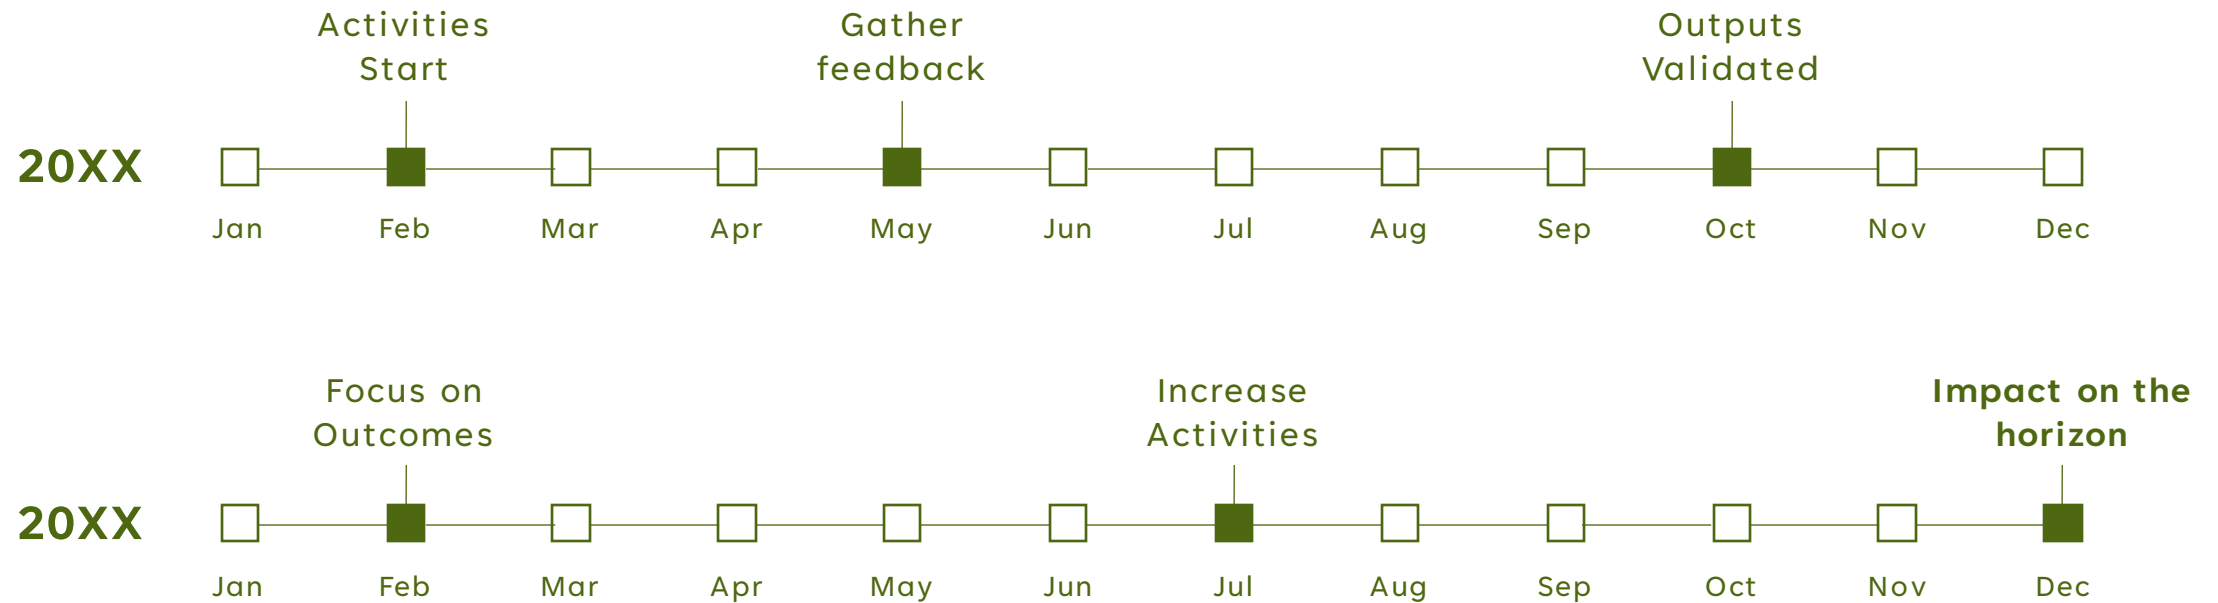 Activities
Start
Gather
feedback
Outputs
Validated
20XX
Jan Feb Mar Apr May Jun Jul Aug Sep Oct Nov Dec
Focus on
Outcomes
Increase
Activities
Impact on the
horizon
20XX
Jan Feb Mar Apr May Jun Jul Aug Sep Oct Nov Dec